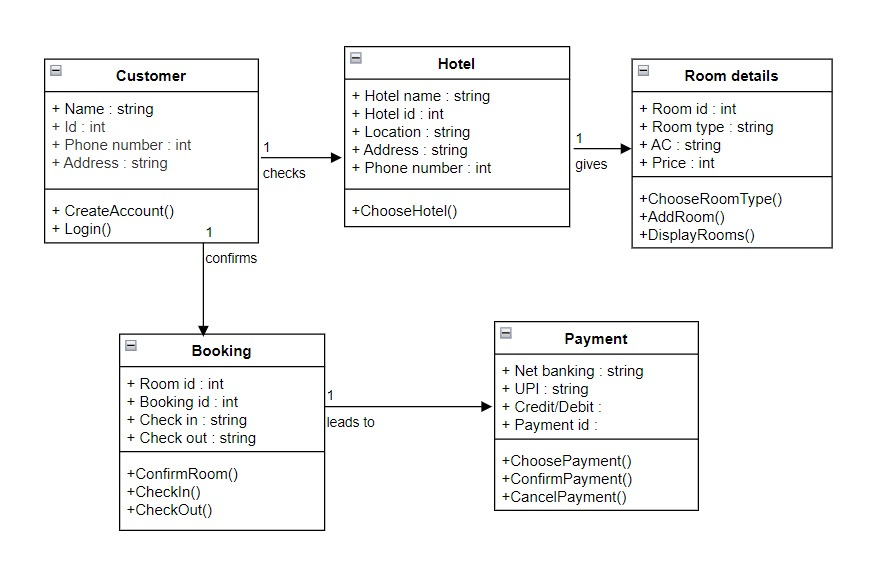 Customer
+ Name : string
+ Id : int
+ Phone number : int
+ Address : string
+ CreateAccount()
+ Login()
1
checks
Hotel
+ Hotel name : string
+ Hotel id : int
+ Location : string
+ Address : string
+ Phone number : int
+ChooseHotel()
1
gives
Room details
+ Room id : int
+ Room type : string
+ AC : string
+ Price : int
+ChooseRoomType()
+AddRoom()
+DisplayRooms()
1
confirms
Booking
+ Room id : int
+ Booking id : int
+ Check in : string
+ Check out : string
+ConfirmRoom()
+CheckIn()
+CheckOut()
1
leads to
Payment
+ Net banking : string
+ UPI : string
+ Credit/Debit :
+ Payment id :
+ChoosePayment()
+ConfirmPayment()
+CancelPayment()